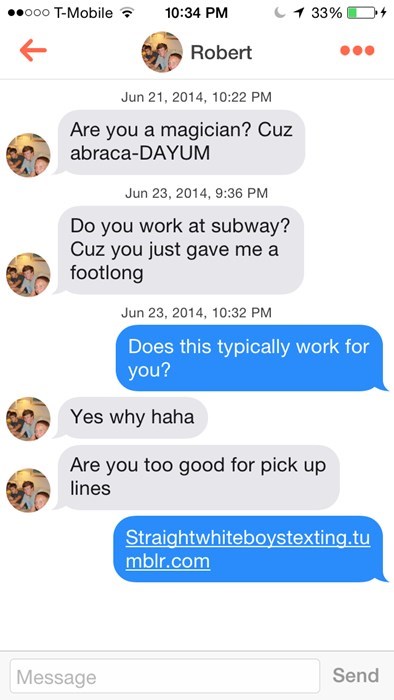 T-Mobile 10:34 PM 33%
Robert
Jun 21, 2014, 10:22 PM
Are you a magician? Cuz
abraca-DAYUM
Jun 23, 2014, 9:36 PM
Do you work at subway?
Cuz you just gave me a
footlong
Jun 23, 2014, 10:32 PM
Does this typically work for
you?
Yes why haha
Are you too good for pick up
lines
Straightwhiteboystexting.tu
mblr.com
Message Send